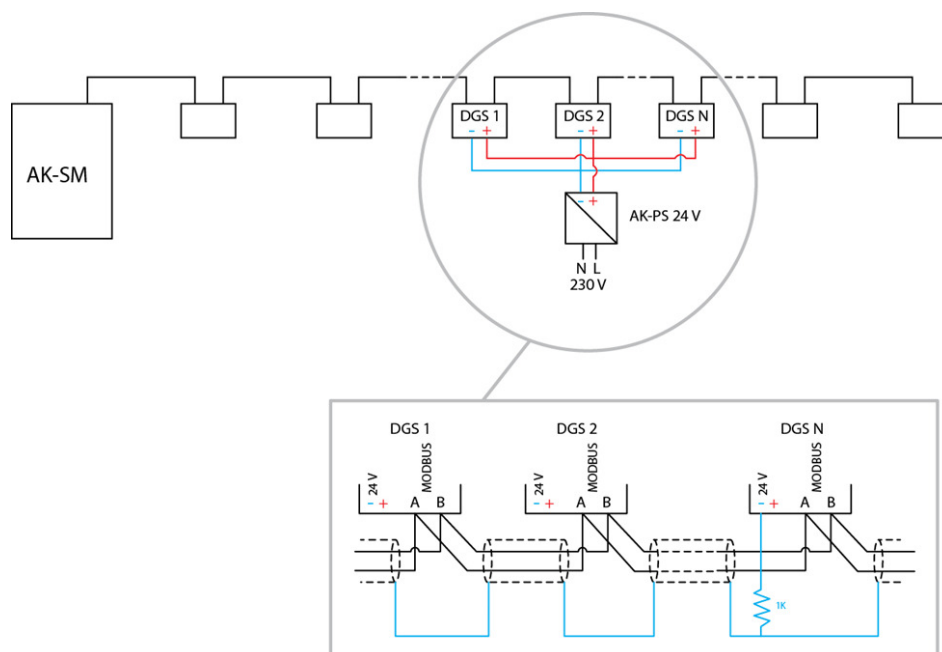 AK-SM
DGS 1
DGS 2
DGS N
- +
- +
- +
- +
AK-PS 24 V
N L
230 V
DGS 1
DGS 2
DGS N
24 V
- +
A B
MODBUS
24 V
- +
A B
MODBUS
24 V
- +
A B
MODBUS
1K